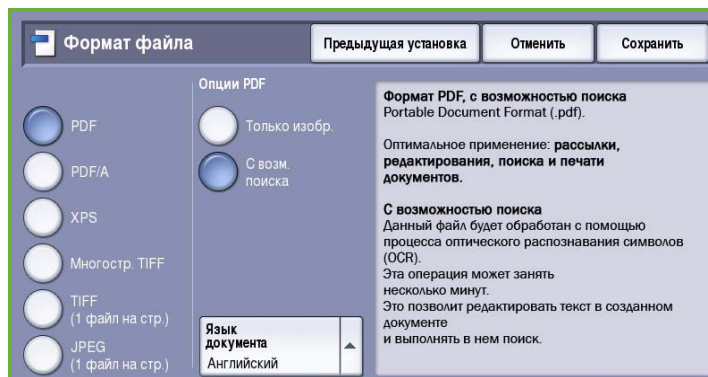 Формат файла
Предыдущая установка
Отменить
Сохранить
PDF
PDF/A
XPS
Многостр. TIFF
TIFF
(1 файл на стр.)
JPEG
(1 файл на стр.)
Опции PDF
Только изобр.
С возм.
поиска
Язык
документа
Английский
Формат PDF, с возможностью поиска
Portable Document Format (.pdf).
Оптимальное применение: рассылки,
редактирования, поиска и печати
документов.
С возможностью поиска
Данный файл будет обработан с помощью
процесса оптического распознавания символов
(OCR).
Эта операция может занять
несколько минут.
Это позволит редактировать текст в созданном
документе
и выполнять в нем поиск.